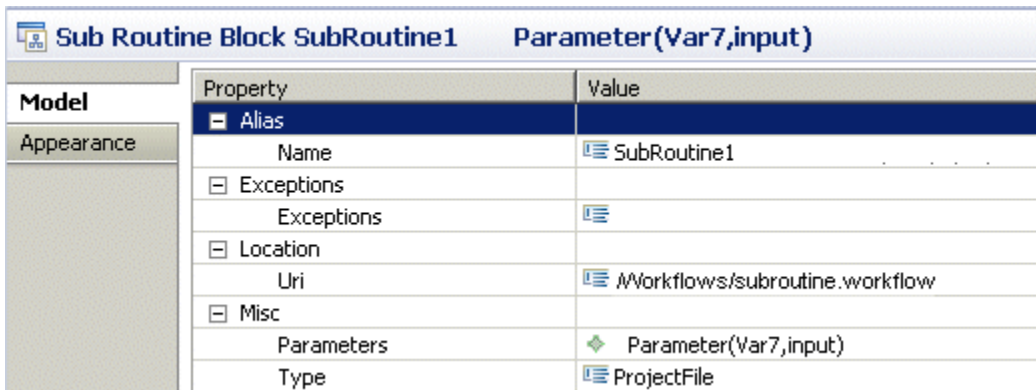 Sub Routine Block SubRoutine1 Parameter(Var7,input)
Model
Appearance
Property Value
Alias
Name SubRoutine1
Exceptions
Exceptions
Location
Uri /Workflows/subroutine.workflow
Misc
Parameters Parameter(Var7,input)
Type ProjectFile